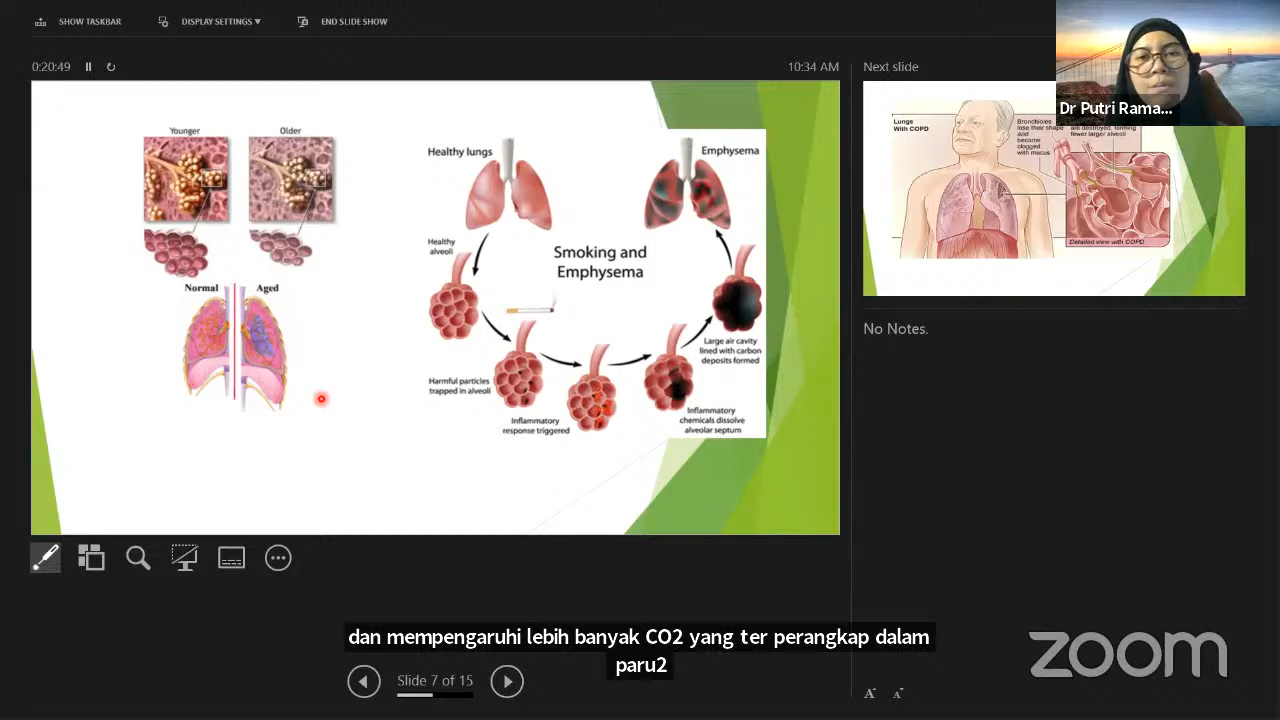 SHOW TASKBAR
DISPLAY SETTINGS ▼
END SLIDE SHOW
0:20:49
10:34 AM
Next slide
Dr Putri Rama...
Younger
Older
Normal
Aged
Healthy lungs
Emphysema
Healthy
alveoli
Smoking and
Emphysema
Harmful particles
trapped in alveoli
Inflammatory
response triggered
Inflammatory
chemicals dissolve
alveolar septum
Large air cavity
lined with carbon
deposits formed
Lungs
With COPD
Bronchioles
lose their shape
and
become
clogged
with mucus
are destroyed, forming
fewer larger alveoli
Detailed view with COPD
No Notes.
dan mempengaruhi lebih banyak CO2 yang ter perangkap dalam
paru2
Slide 7 of 15
A
A
zoom